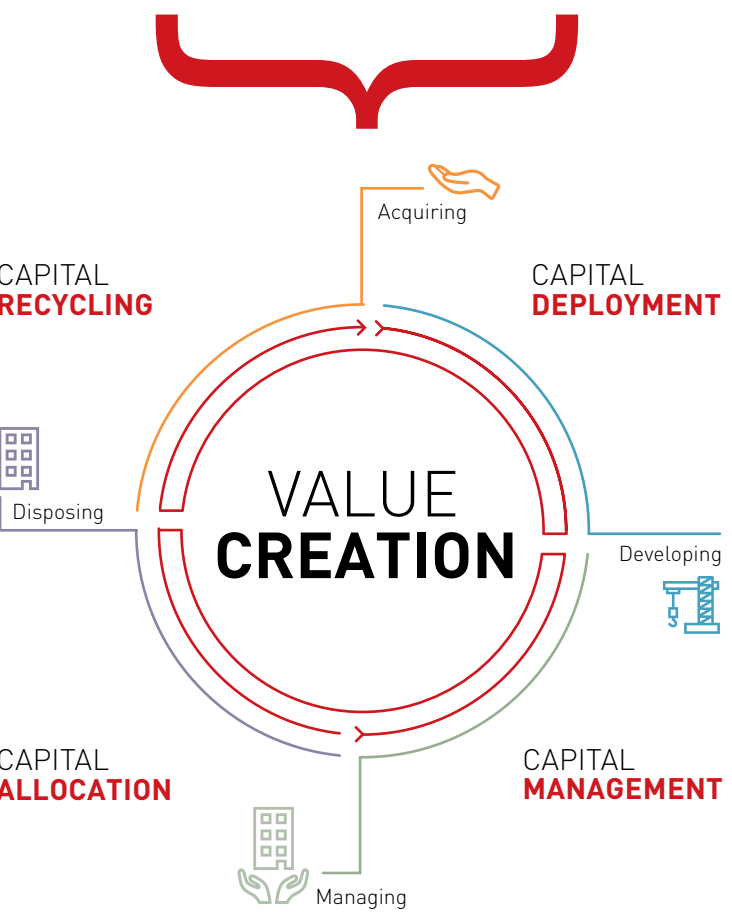 Acquiring
CAPITAL
RECYCLING
CAPITAL
DEPLOYMENT
VALUE
CREATION
Disposing
Developing
CAPITAL
ALLOCATION
CAPITAL
MANAGEMENT
Managing